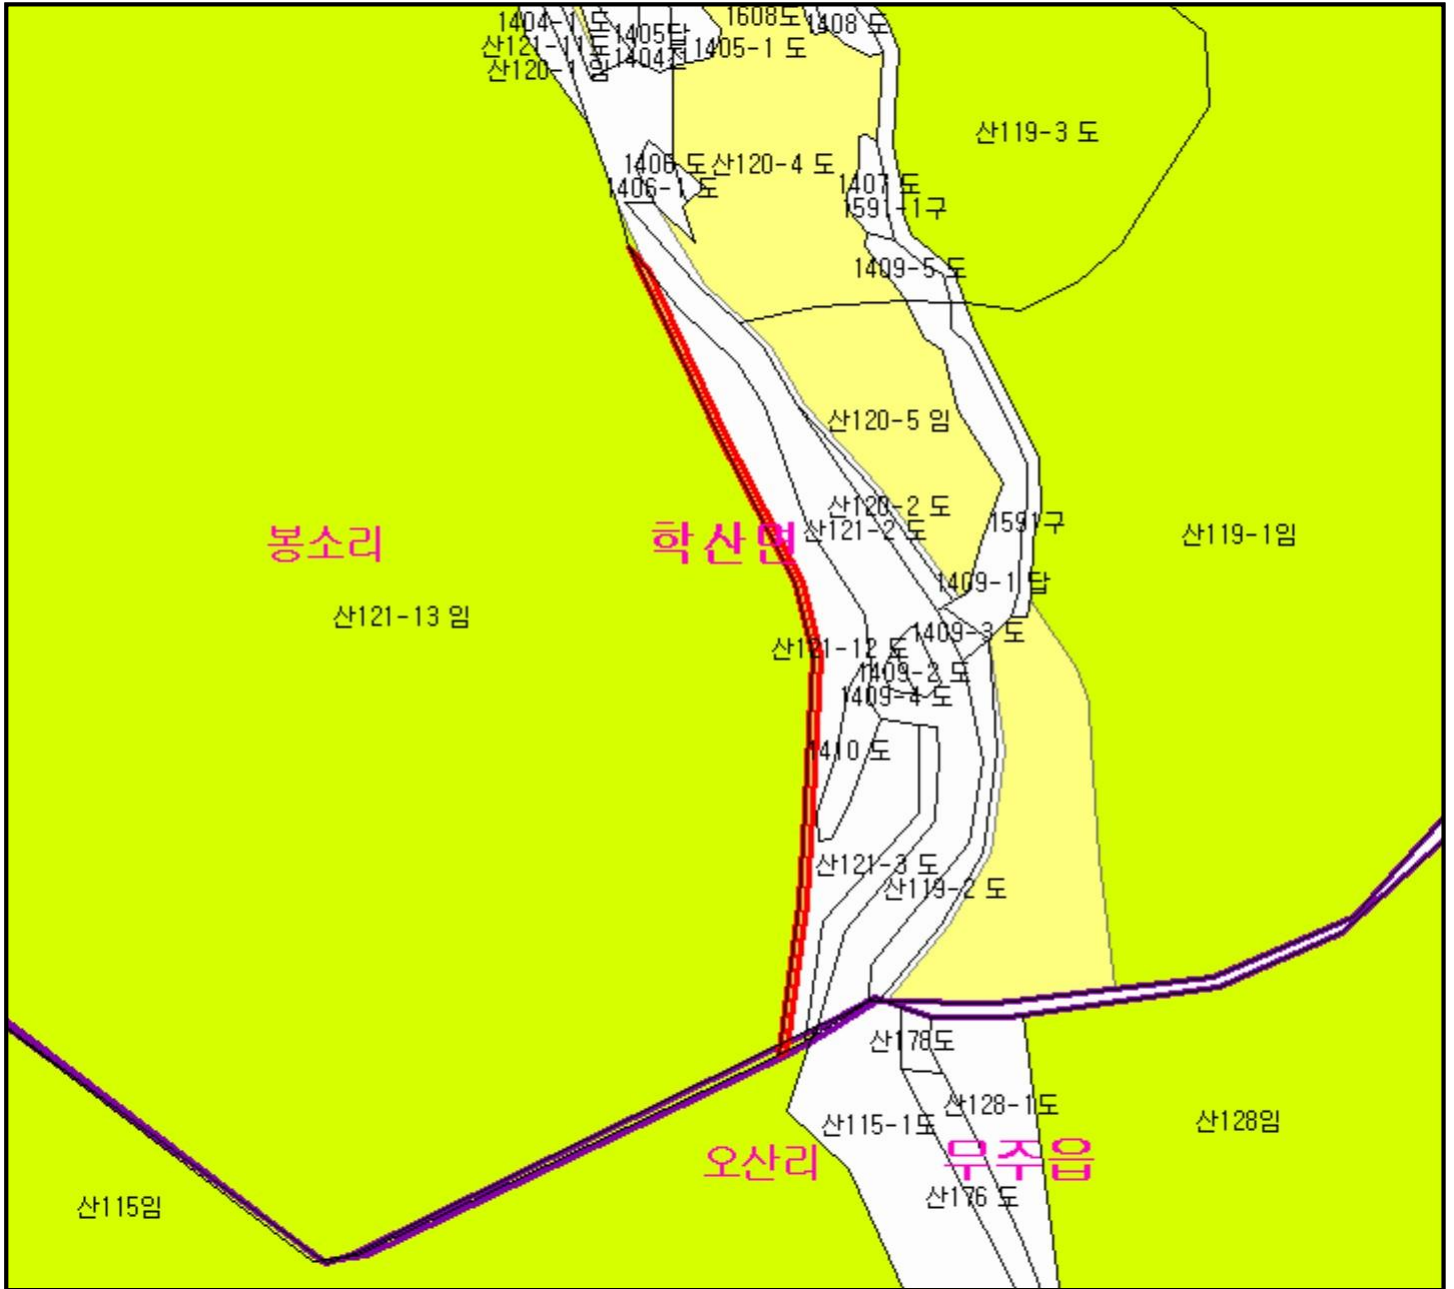 1404-1 도
1405답
1608도
1408 도
산121-11도
1404전
1405-1 도
산120-1 임
산119-3 도
1406 도
산120-4 도
1406-1 도
1407 도
1591-1구
1409-5 도
산120-5 임
산120-2 도
봉소리
학산면
산121-2 도
1591구
산119-1임
1409-1 답
산121-13 임
1409-3 도
산121-12 도
1409-2 도
1409-4 도
1410 도
산121-3 도
산119-2 도
산178도
산128-1도
산115-1도
산128임
오산리
무주읍
산176 도
산115임